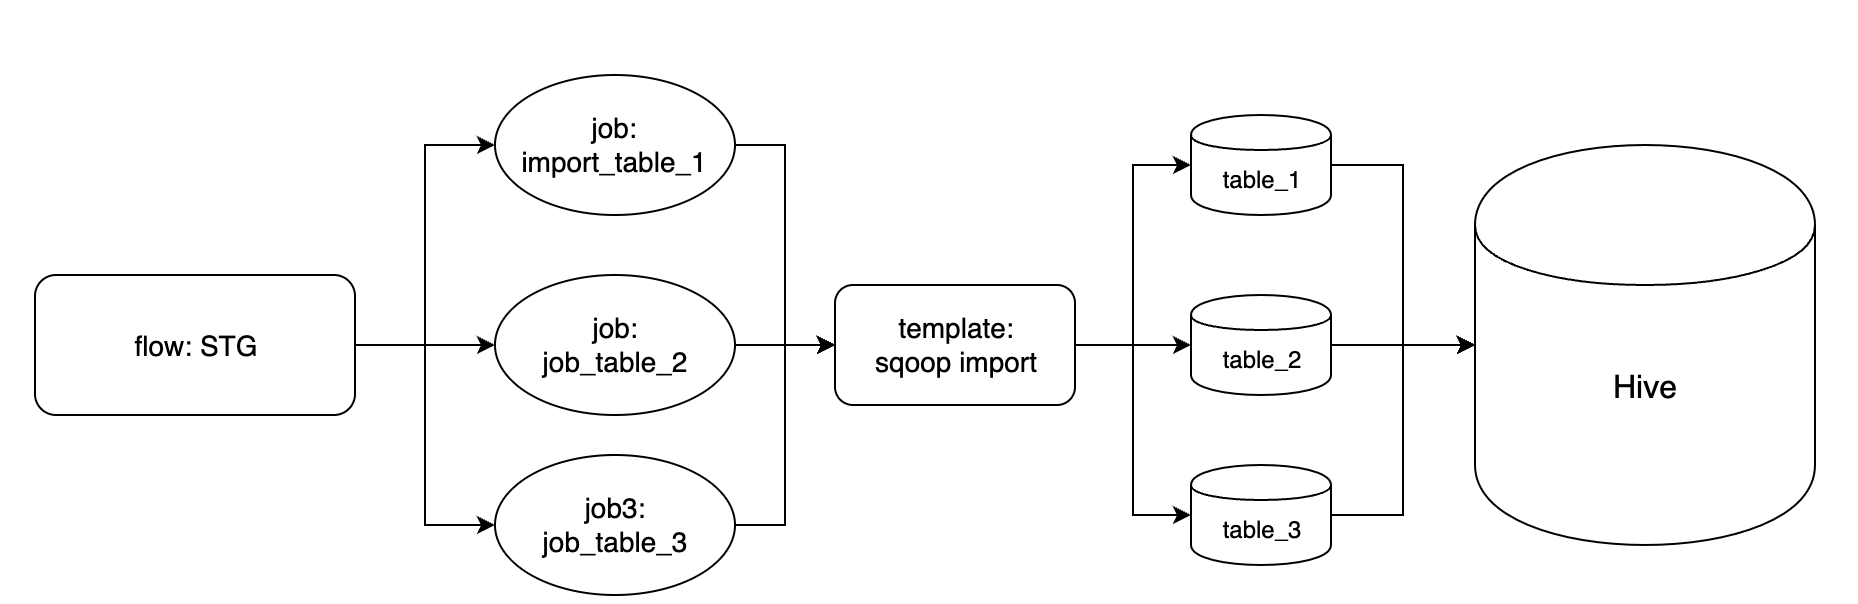 flow: STG
job:
import_table_1
job:
job_table_2
job3:
job_table_3
template:
sqoop import
table_1
table_2
table_3
Hive